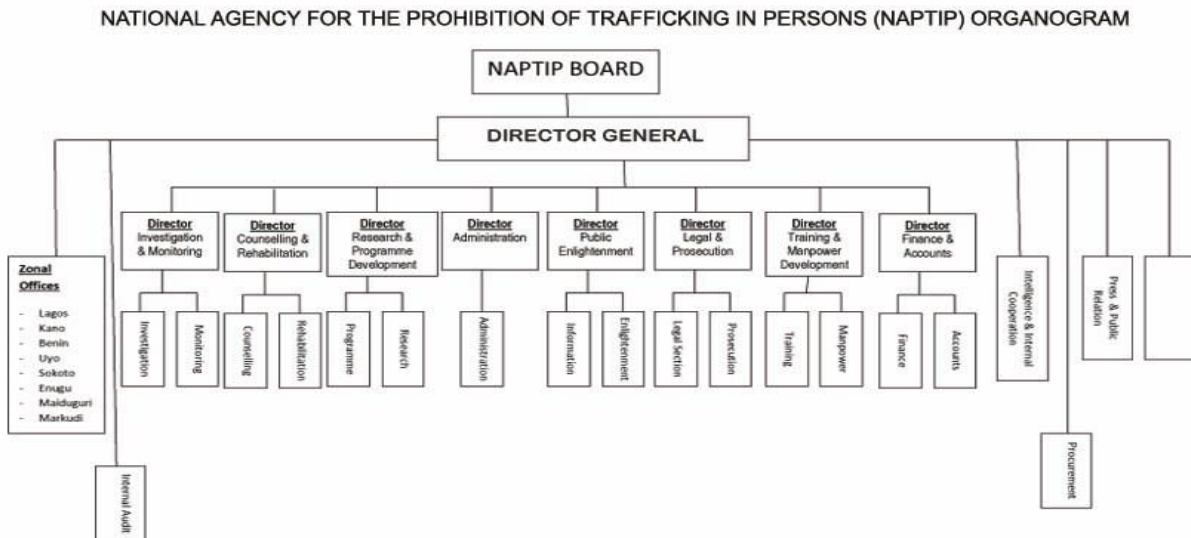 NATIONAL AGENCY FOR THE PROHIBITION OF TRAFFICKING IN PERSONS (NAPTIP) ORGANOGRAM
NAPTIP BOARD
DIRECTOR GENERAL
Director
Investigation
& Monitoring
Director
Counselling &
Rehabilitation
Director
Research &
Programme
Development
Director
Administration
Director
Public
Enlightenment
Director
Legal &
Prosecution
Director
Training &
Manpower
Development
Director
Finance &
Accounts
Zonal
Offices
- Lagos
- Kano
- Benin
- Uyo
- Sokoto
- Enugu
- Maiduguri
- Markudi
Investigation
Monitoring
Counselling
Rehabilitation
Programme
Research
Administration
Information
Enlightenment
Legal Section
Prosecution
Training
Manpower
Finance
Accounts
Intelligence & Internal
Cooperation
Press & Public
Relation
Internal Audit
Procurement